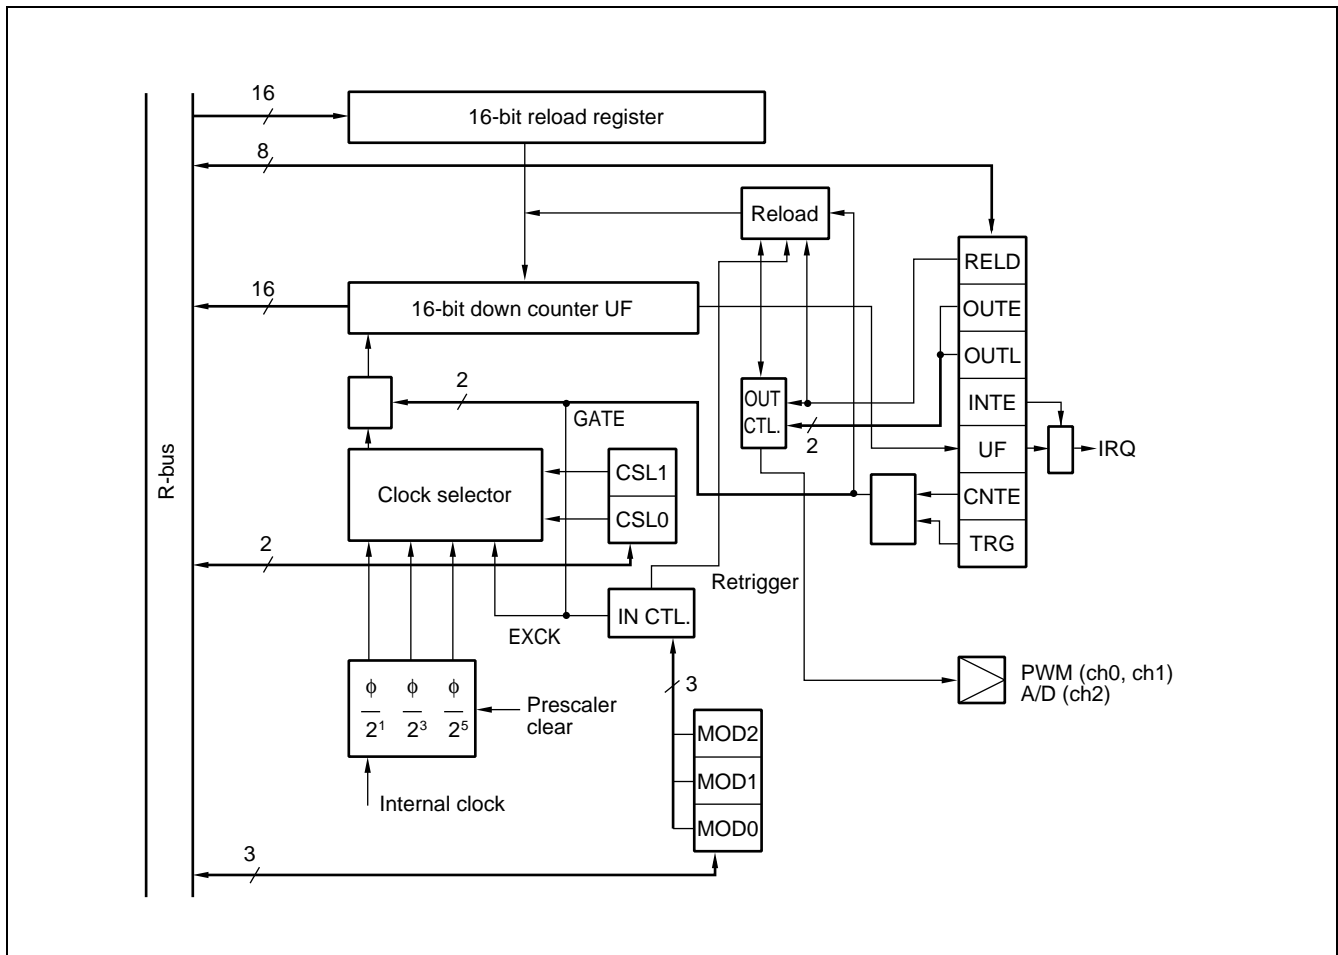 16
16-bit reload register
8
Reload
RELD
OUTE
OUTL
INTE
UF
CNTE
TRG
16
16-bit down counter UF
2
GATE
OUT
CTL.
2
IRQ
R-bus
Clock selector
CSL1
CSL0
2
Retrigger
IN CTL.
EXCK
3
ϕ ϕ ϕ
2¹ 2³ 2⁵
Prescaler
clear
PWM (ch0, ch1)
A/D (ch2)
MOD2
MOD1
MOD0
Internal clock
3